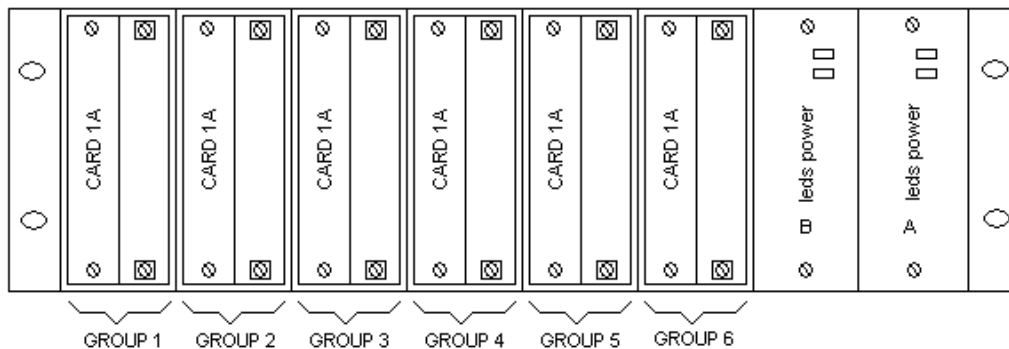 CARD 1A
CARD 1A
CARD 1A
CARD 1A
CARD 1A
CARD 1A
B leds power
A leds power
GROUP 1
GROUP 2
GROUP 3
GROUP 4
GROUP 5
GROUP 6